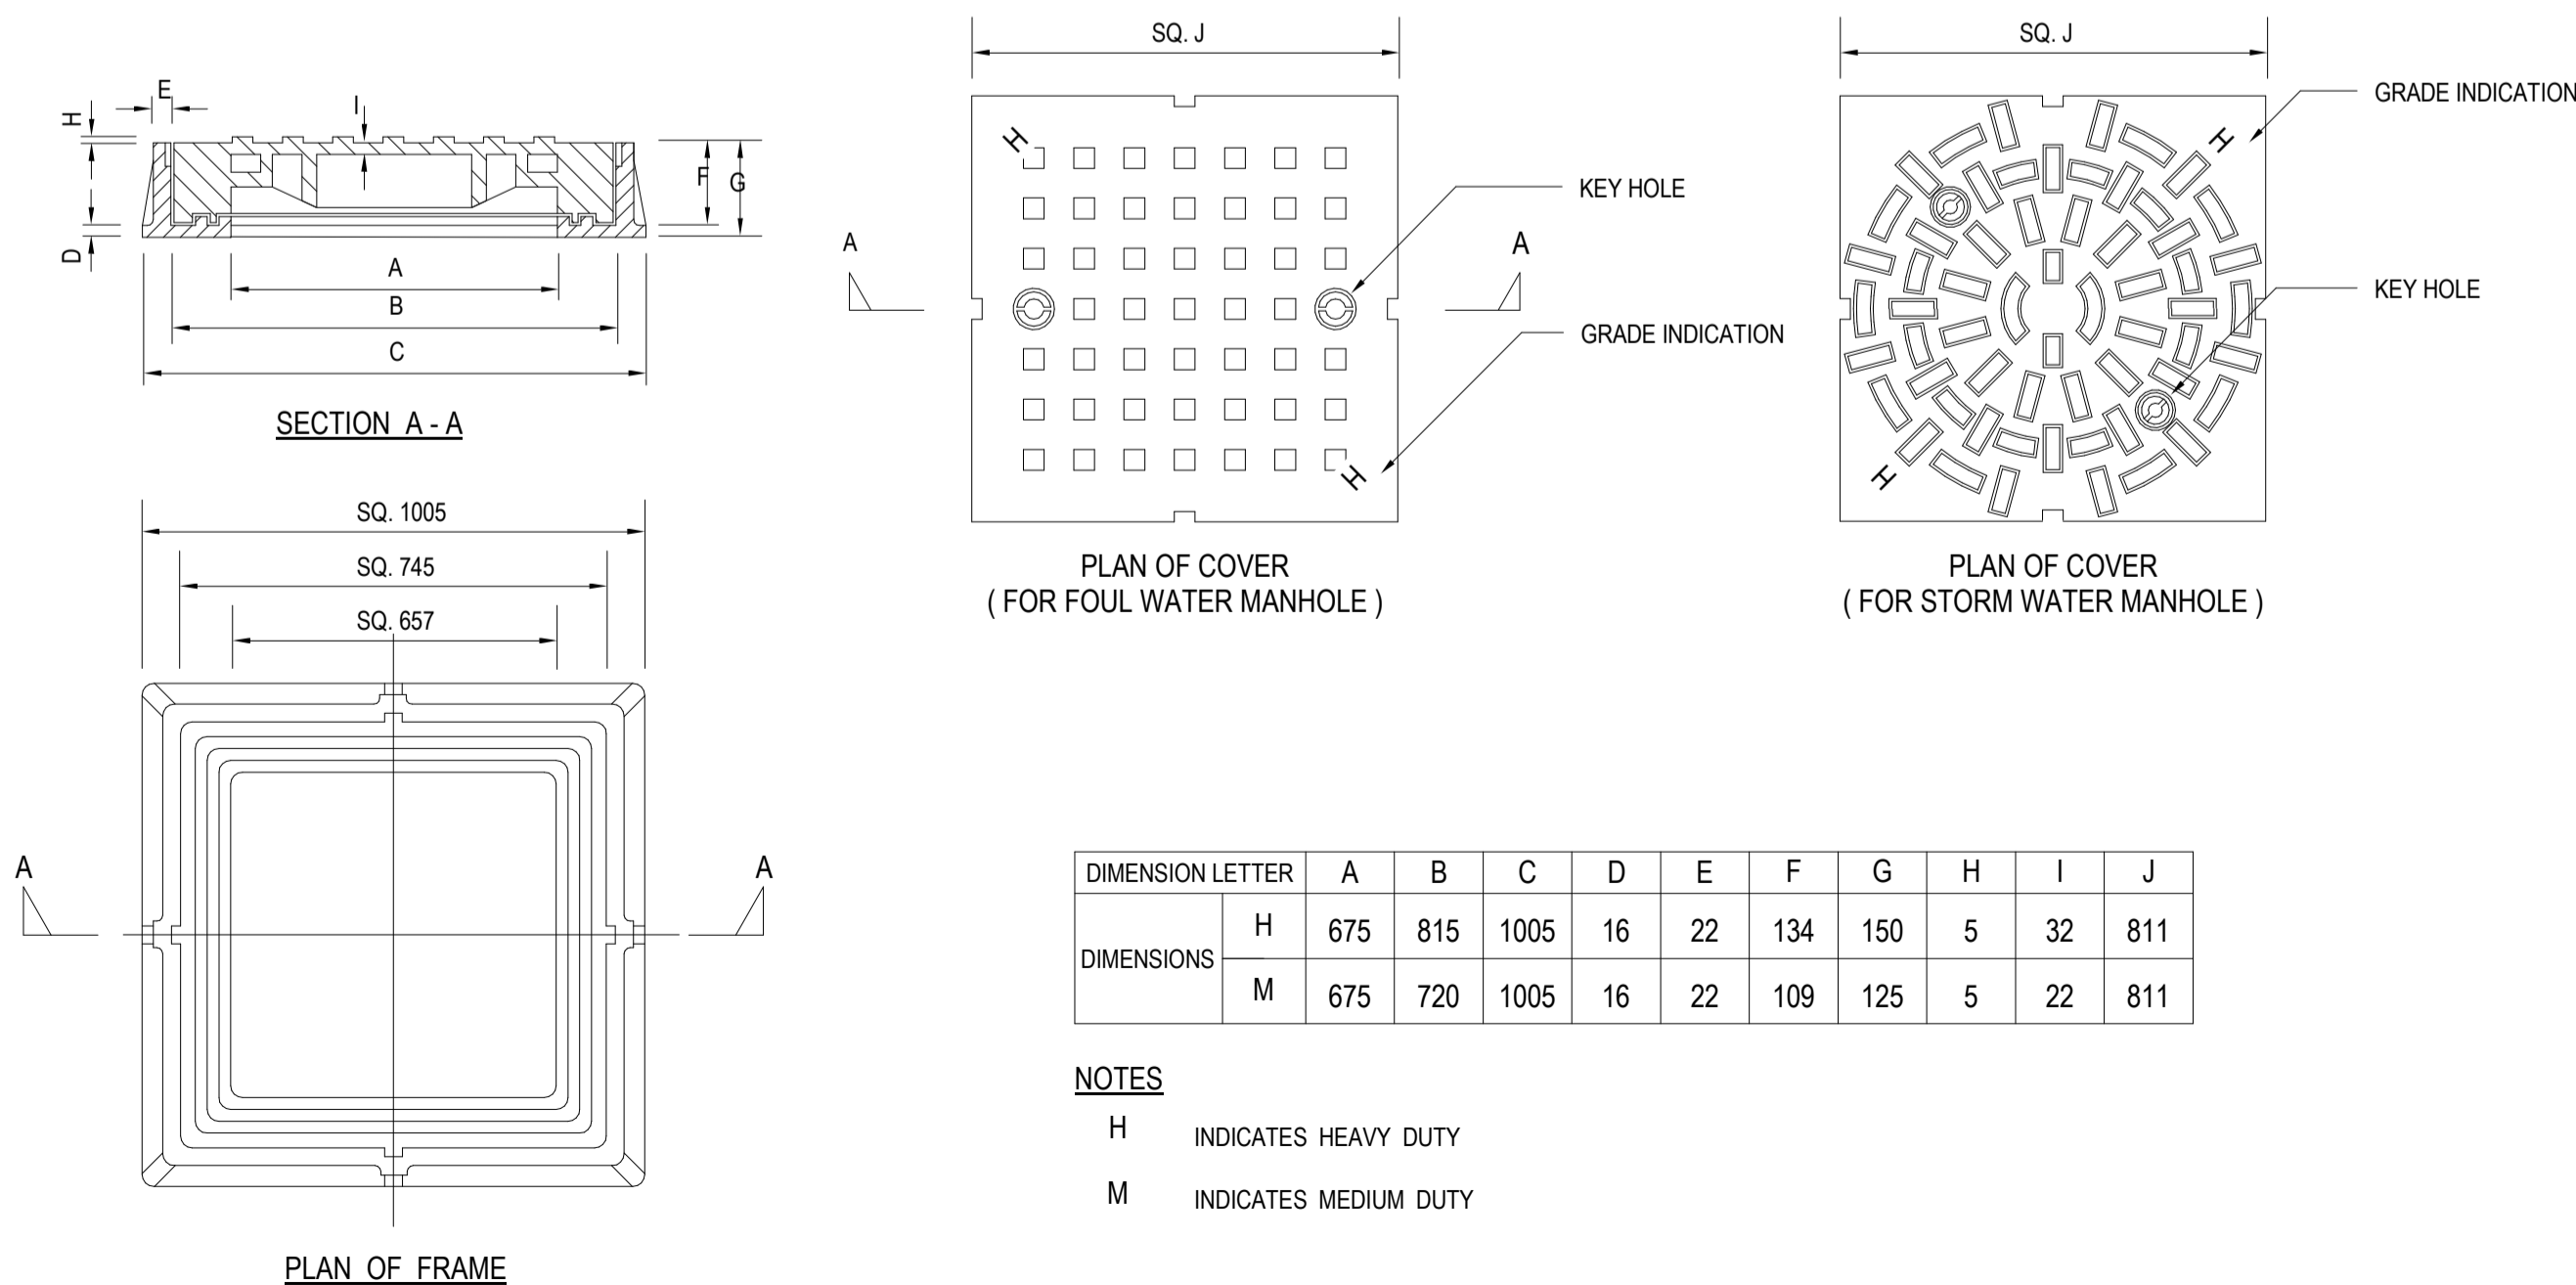 H
E
I
F
G
D
A
B
C
SECTION A - A
SQ. J
H
KEY HOLE
A
A
GRADE INDICATION
H
PLAN OF COVER
( FOR FOUL WATER MANHOLE )
SQ. J
GRADE INDICATION
H
KEY HOLE
H
PLAN OF COVER
( FOR STORM WATER MANHOLE )
SQ. 1005
SQ. 745
SQ. 657
A
A
PLAN OF FRAME
DIMENSION LETTER A B C D E F G H I J
DIMENSIONS
H 675 815 1005 16 22 134 150 5 32 811
M 675 720 1005 16 22 109 125 5 22 811
NOTES
H INDICATES HEAVY DUTY
M INDICATES MEDIUM DUTY